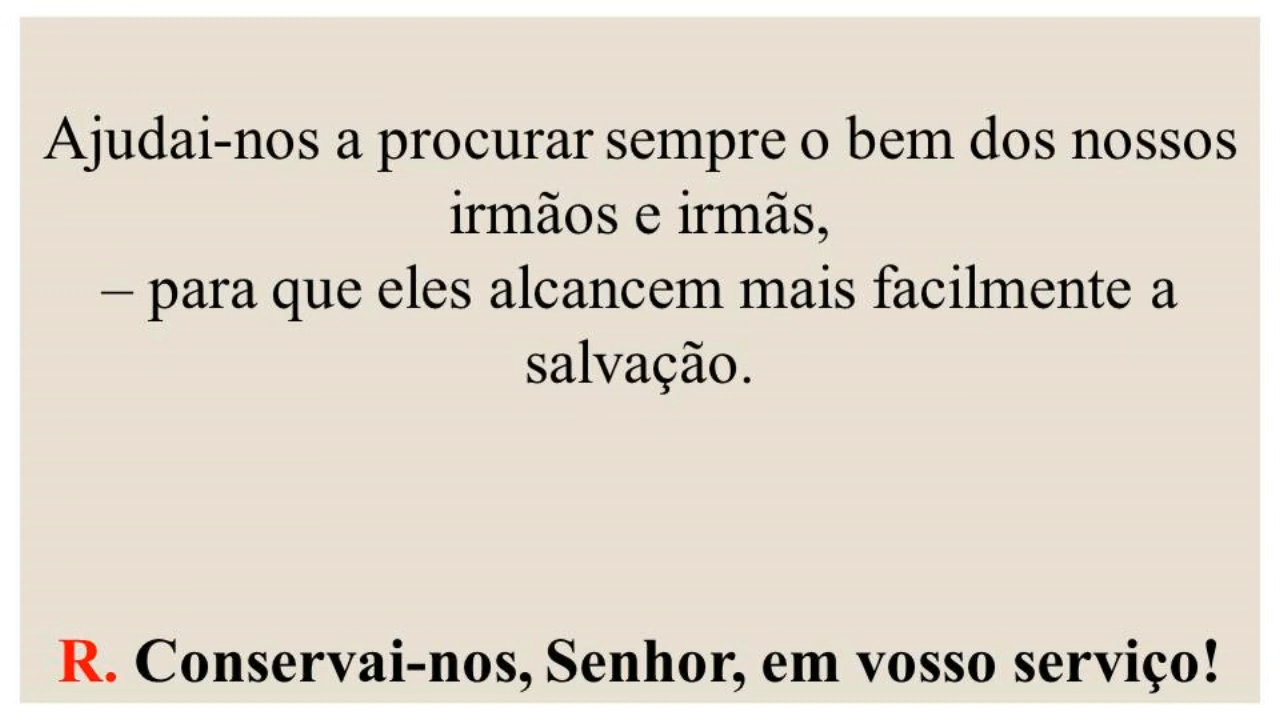 Ajudai-nos a procurar sempre o bem dos nossos
irmãos e irmãs,
– para que eles alcancem mais facilmente a
salvação.
R. Conservai-nos, Senhor, em vosso serviço!